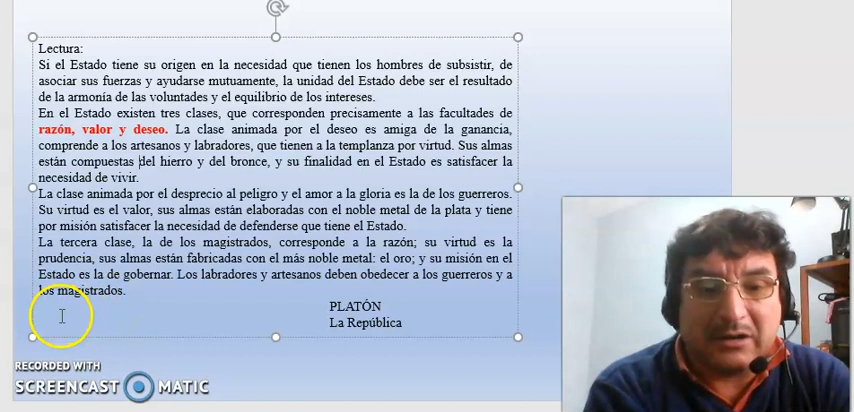 Lectura:
Si el Estado tiene su origen en la necesidad que tienen los hombres de subsistir, de
asociar sus fuerzas y ayudarse mutuamente, la unidad del Estado debe ser el resultado
de la armonía de las voluntades y el equilibrio de los intereses.
En el Estado existen tres clases, que corresponden precisamente a las facultades de
razón, valor y deseo. La clase animada por el deseo es amiga de la ganancia,
comprende a los artesanos y labradores, que tienen a la templanza por virtud. Sus almas
están compuestas del hierro y del bronce, y su finalidad en el Estado es satisfacer la
necesidad de vivir.
La clase animada por el desprecio al peligro y el amor a la gloria es la de los guerreros.
Su virtud es el valor, sus almas están elaboradas con el noble metal de la plata y tiene
por misión satisfacer la necesidad de defenderse que tiene el Estado.
La tercera clase, la de los magistrados, corresponde a la razón; su virtud es la
prudencia, sus almas están fabricadas con el más noble metal: el oro; y su misión en el
Estado es la de gobernar. Los labradores y artesanos deben obedecer a los guerreros y a
los magistrados.
PLATÓN
La República
RECORDED WITH
SCREENCAST MATIC